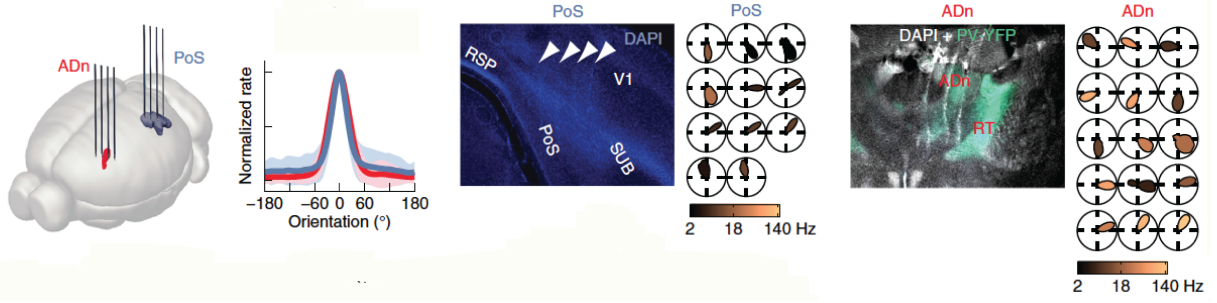 ADn
PoS
Normalized rate
−180
−60
0
60
180
Orientation (°)
PoS
DAPI
RSP
V1
PoS
SUB
PoS
2 18 140 Hz
ADn
DAPI + PV-YFP
ADn
RT
ADn
2 18 140 Hz